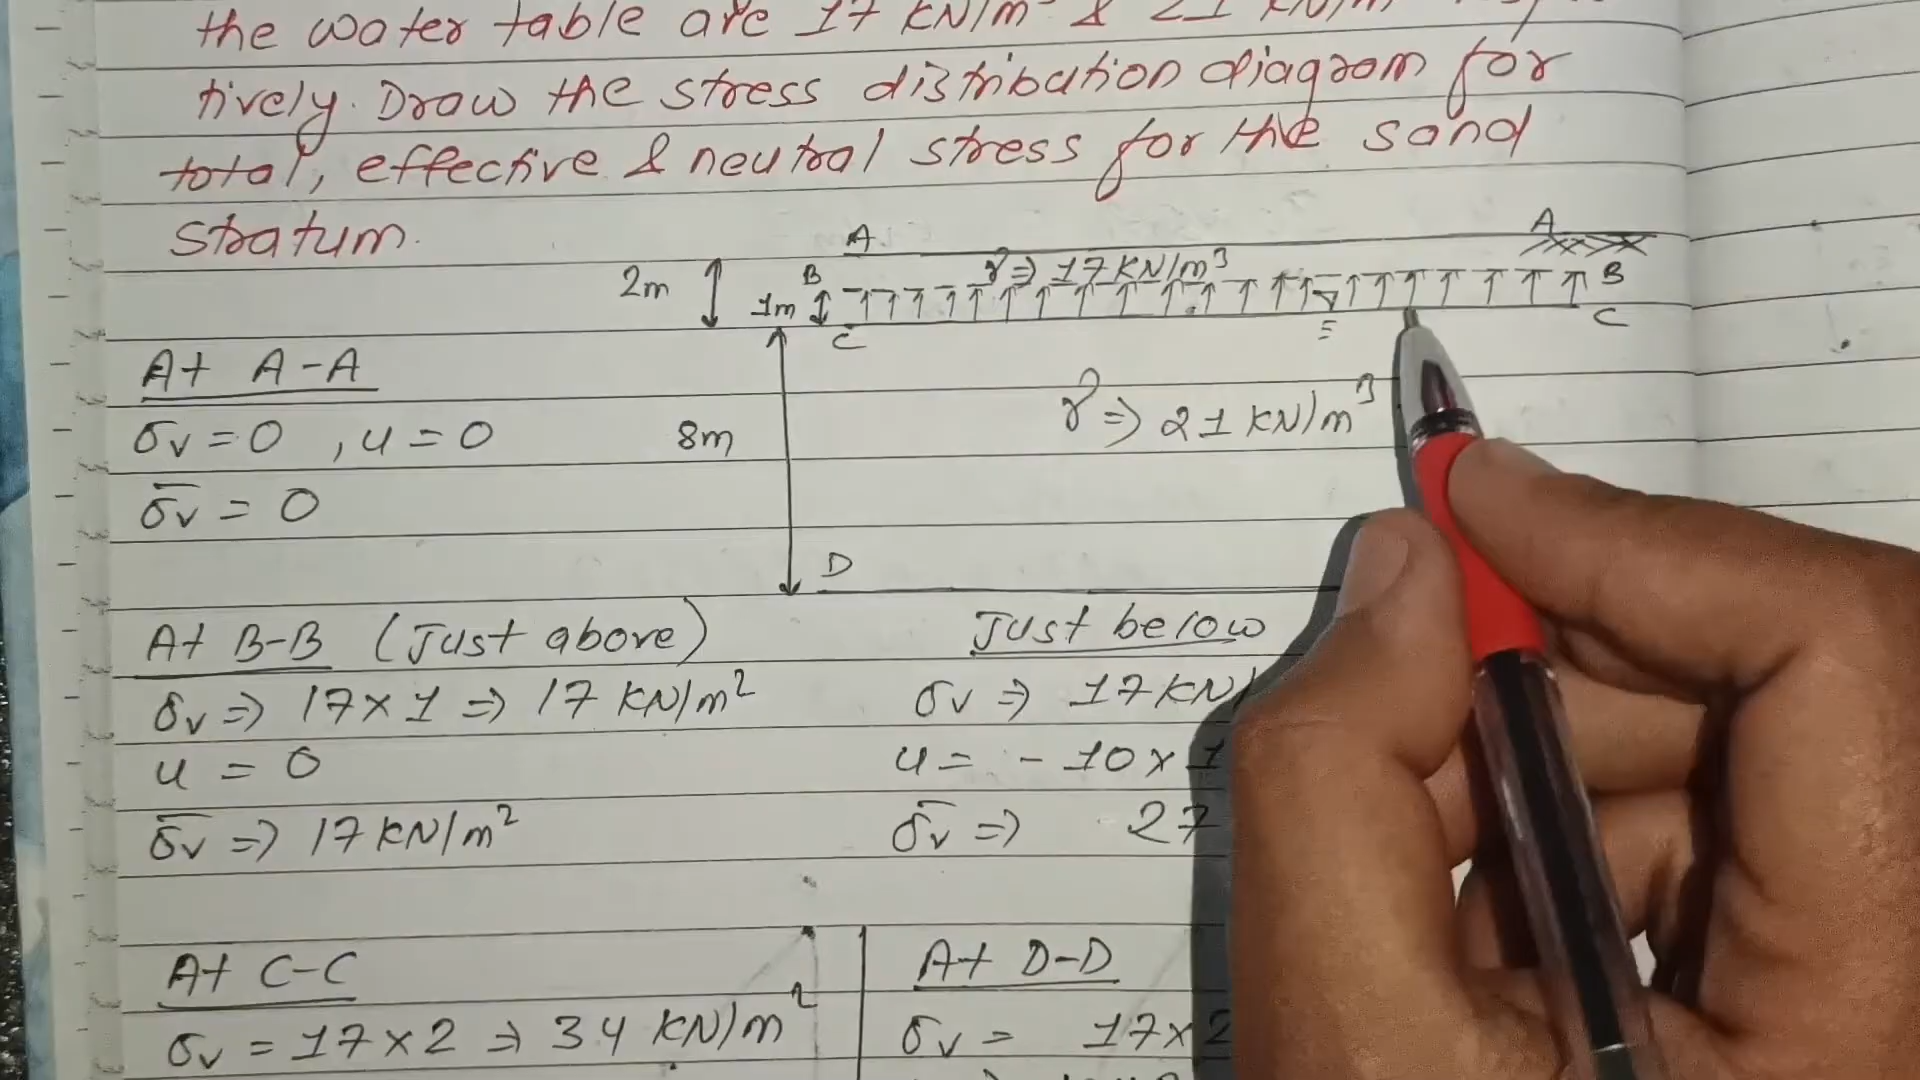 the water table are 17 KN/m³ & 21 KN/m
tively. Draw the stress distribution diagram for
total, effective & neutral stress for the sand
stratum.
A A
2m B γ⇒ 17 KN/m³ B
1m
C C
At A-A
γ⇒ 21 KN/m³
σv = 0 , u = 0 8m
σ̅v = 0
D
At B-B (Just above) Just below
σv ⇒ 17×1 ⇒ 17 KN/m² σv ⇒ 17 KN/
u = 0 u = - 10×1
σ̅v ⇒ 17 KN/m² σ̅v ⇒ 27
At C-C At D-D
σv = 17×2 ⇒ 34 KN/m² σv = 17×2